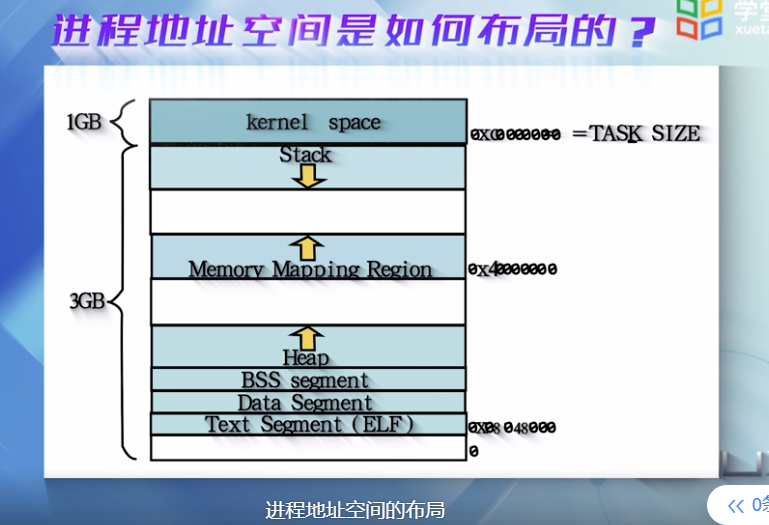 进程地址空间是如何布局的？
学堂
xueta
1GB
kernel space
0XC0000000 =TASK SIZE
Stack
Memory Mapping Region
0x40000000
3GB
Heap
BSS segment
Data Segment
Text Segment (ELF)
0X08048000
0
进程地址空间的布局
0条